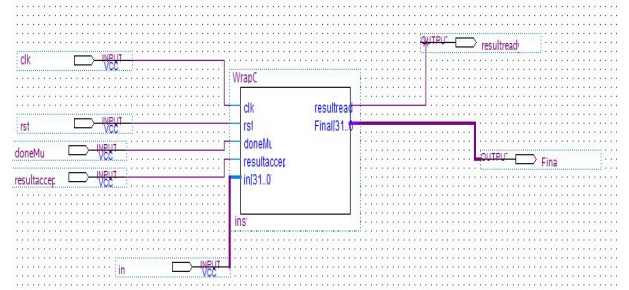 clk
INPUT
VCC
rst
INPUT
VCC
doneMu
INPUT
VCC
resultaccep
INPUT
VCC
in
INPUT
VCC
WrapC
clk
rst
doneMu
resultaccep
in[31..0
resultread
Final[31..0
ins
OUTPUT
resultread
OUTPUT
Fina